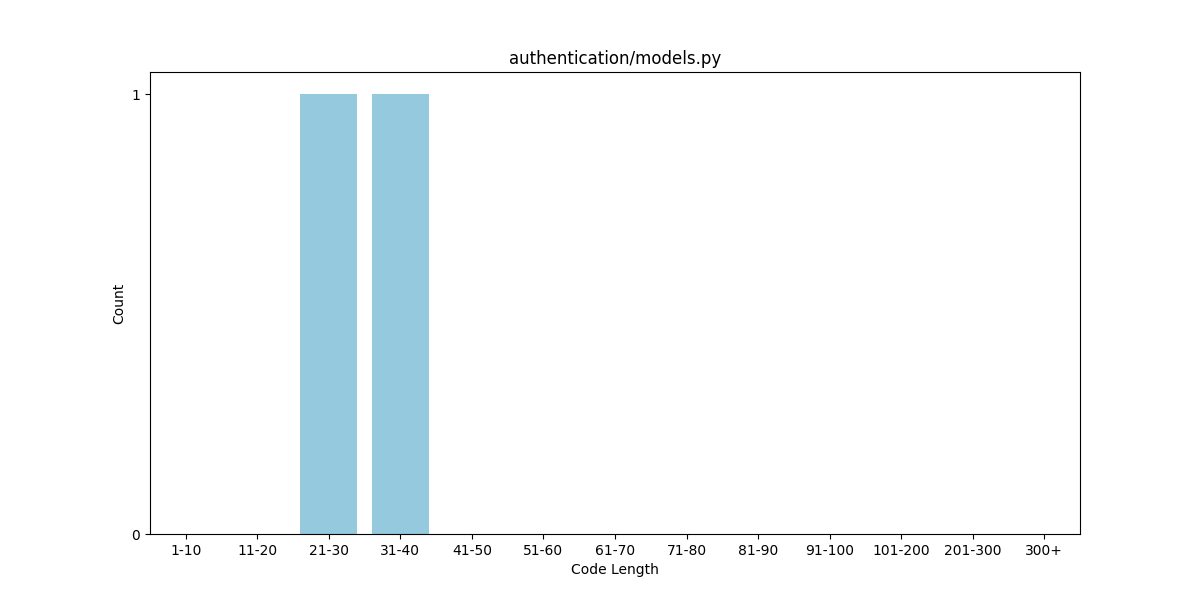 authentication/models.py
1
Count
0
1-10 11-20 21-30 31-40 41-50 51-60 61-70 71-80 81-90 91-100 101-200 201-300 300+
Code Length